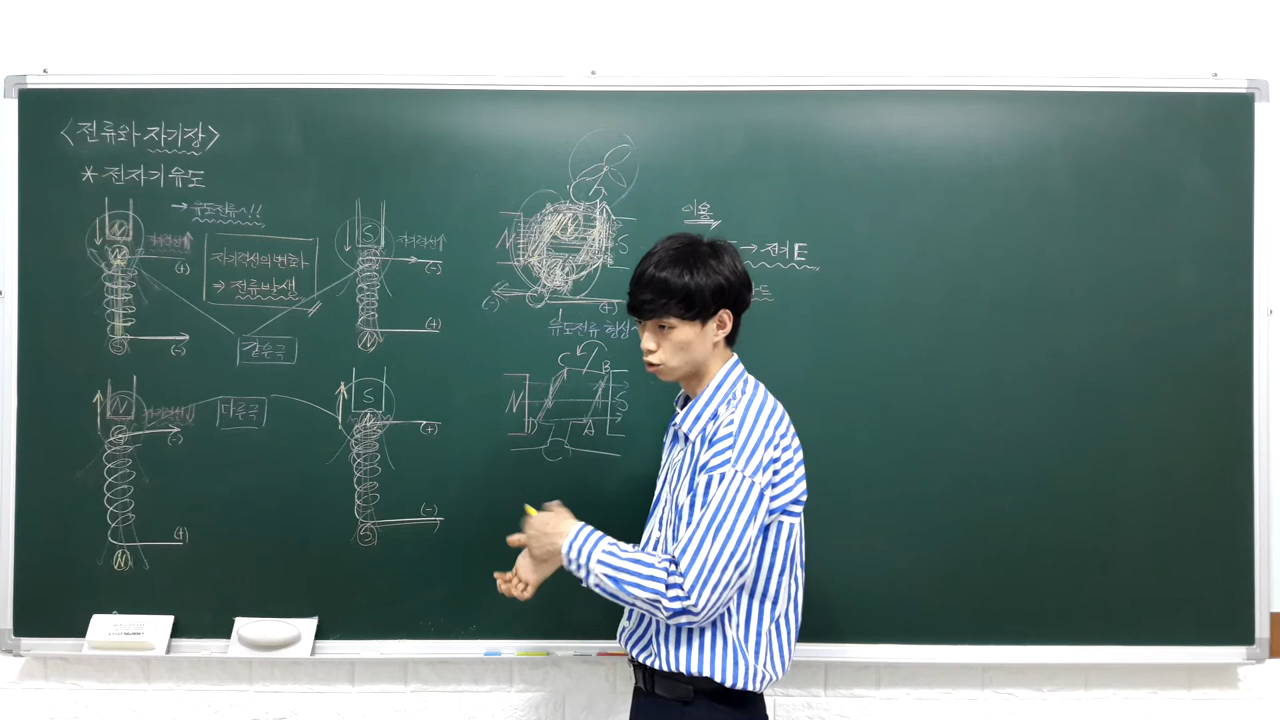 <전류와 자기장>
*전자기유도
→ 유도전류~!!
N
자기력선↑
N
(+)
S
(-)
자기력선의변화
⇒ 전류발생
S
자기력선↑
(-)
(+)
N
같은극
N
자기력선↓
S
(-)
(+)
N
다른극
S
N
(+)
(-)
S
N
N
S
(-)
(+)
유도전류 형성~
C
B
N
S
D
A
이용
→ 전기E